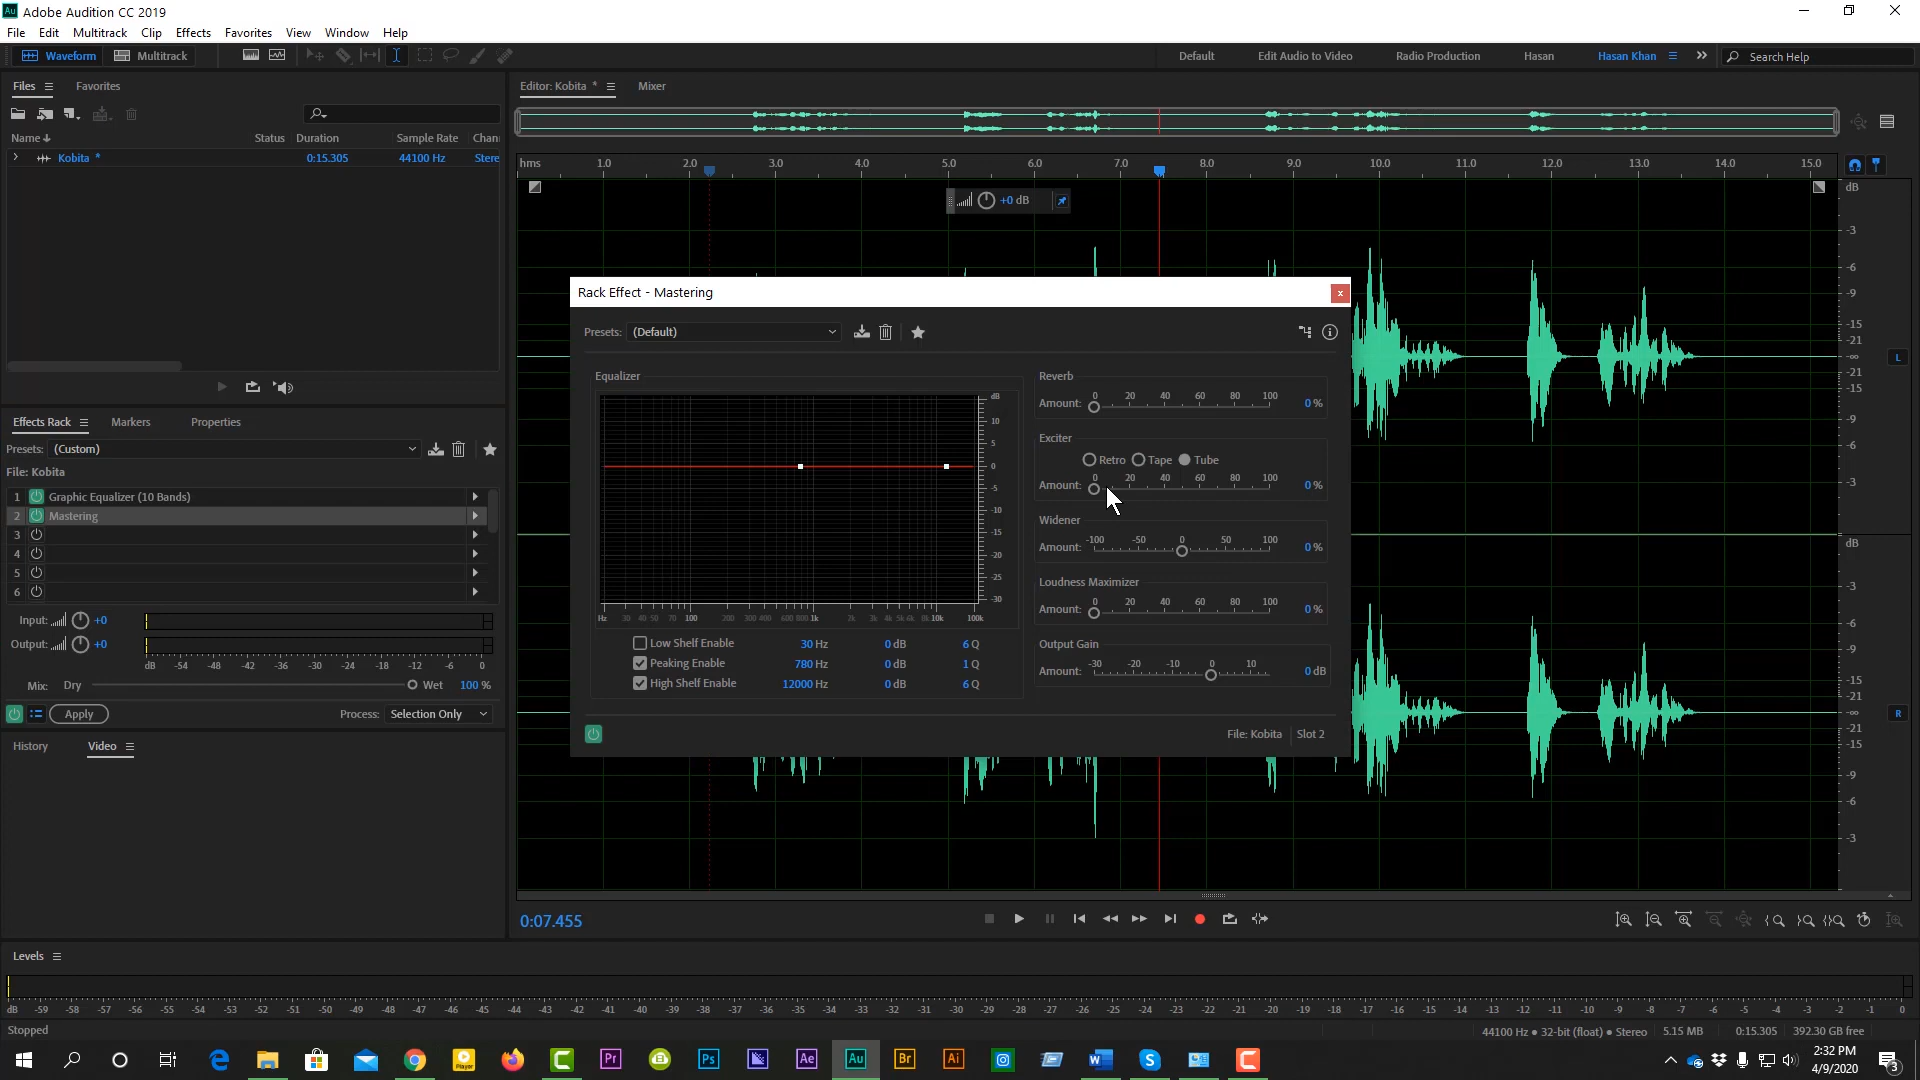 Au Adobe Audition CC 2019
File Edit Multitrack Clip Effects Favorites View Window Help
Waveform Multitrack Default Edit Audio to Video Radio Production Hasan Hasan Khan Search Help
Files Favorites
Name Status Duration Sample Rate Chan
Kobita * 0:15.305 44100 Hz Stere
Editor: Kobita * Mixer
hms 1.0 2.0 3.0 4.0 5.0 6.0 7.0 8.0 9.0 10.0 11.0 12.0 13.0 14.0 15.0
+0 dB
dB
-3
-6
-9
-15
-21
-∞
-21
-15
-9
-6
-3
L
dB
-3
-6
-9
-15
-21
-∞
-21
-15
-9
-6
-3
R
Effects Rack Markers Properties
Presets: (Custom)
File: Kobita
1 Graphic Equalizer (10 Bands)
2 Mastering
3
4
5
6
Input: +0
Output: +0
dB -54 -48 -42 -36 -30 -24 -18 -12 -6 0
Mix: Dry Wet 100 %
Apply Process: Selection Only
History Video
Rack Effect - Mastering
x
Presets: (Default)
Equalizer
dB
10
5
0
-5
-10
-15
-20
-25
-30
Hz 30 40 50 70 100 200 300 400 600 800 1k 2k 3k 4k 5k 6k 8k 10k 100k
Low Shelf Enable 30 Hz 0 dB 6 Q
Peaking Enable 780 Hz 0 dB 1 Q
High Shelf Enable 12000 Hz 0 dB 6 Q
Reverb
0 20 40 60 80 100
Amount: 0 %
Exciter
Retro Tape Tube
0 20 40 60 80 100
Amount: 0 %
Widener
-100 -50 0 50 100
Amount: 0 %
Loudness Maximizer
0 20 40 60 80 100
Amount: 0 %
Output Gain
-30 -20 -10 0 10
Amount: 0 dB
File: Kobita Slot 2
0:07.455
Levels
dB -59 -58 -57 -56 -55 -54 -53 -52 -51 -50 -49 -48 -47 -46 -45 -44 -43 -42 -41 -40 -39 -38 -37 -36 -35 -34 -33 -32 -31 -30 -29 -28 -27 -26 -25 -24 -23 -22 -21 -20 -19 -18 -17 -16 -15 -14 -13 -12 -11 -10 -9 -8 -7 -6 -5 -4 -3 -2 -1 0
Stopped 44100 Hz ● 32-bit (float) ● Stereo 5.15 MB 0:15.305 392.30 GB free
Player Pr Ps Ae Au Br Ai
2:32 PM
4/9/2020
3